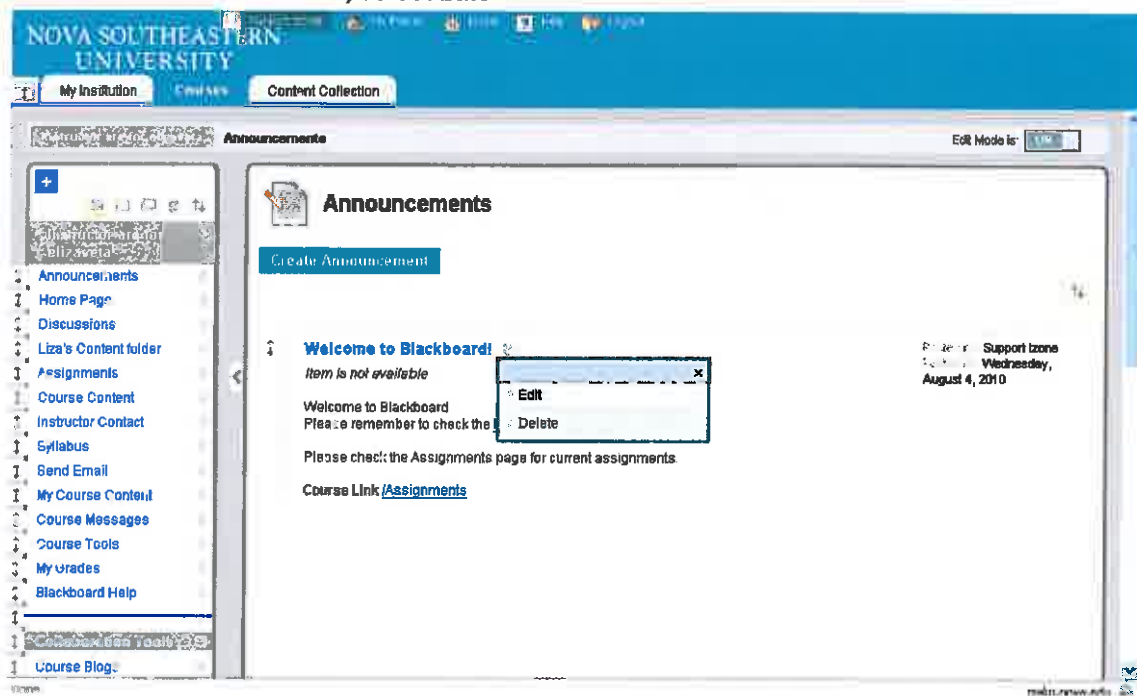 NOVA SOUTHEASTERN
UNIVERSITY
My Institution Courses Content Collection
Announcements Edit Mode is:
Announcements
Create Announcement
Announcements
Home Page
Discussions
Liza's Content folder
Assignments
Course Content
Instructor Contact
Syllabus
Send Email
My Course Content
Course Messages
Course Tools
My Grades
Blackboard Help
Course Blogs
Welcome to Blackboard!
Item is not available
Edit
Delete
Welcome to Blackboard
Please remember to check the
Please check the Assignments page for current assignments.
Course Link /Assignments
Support Izone
Wednesday,
August 4, 2010